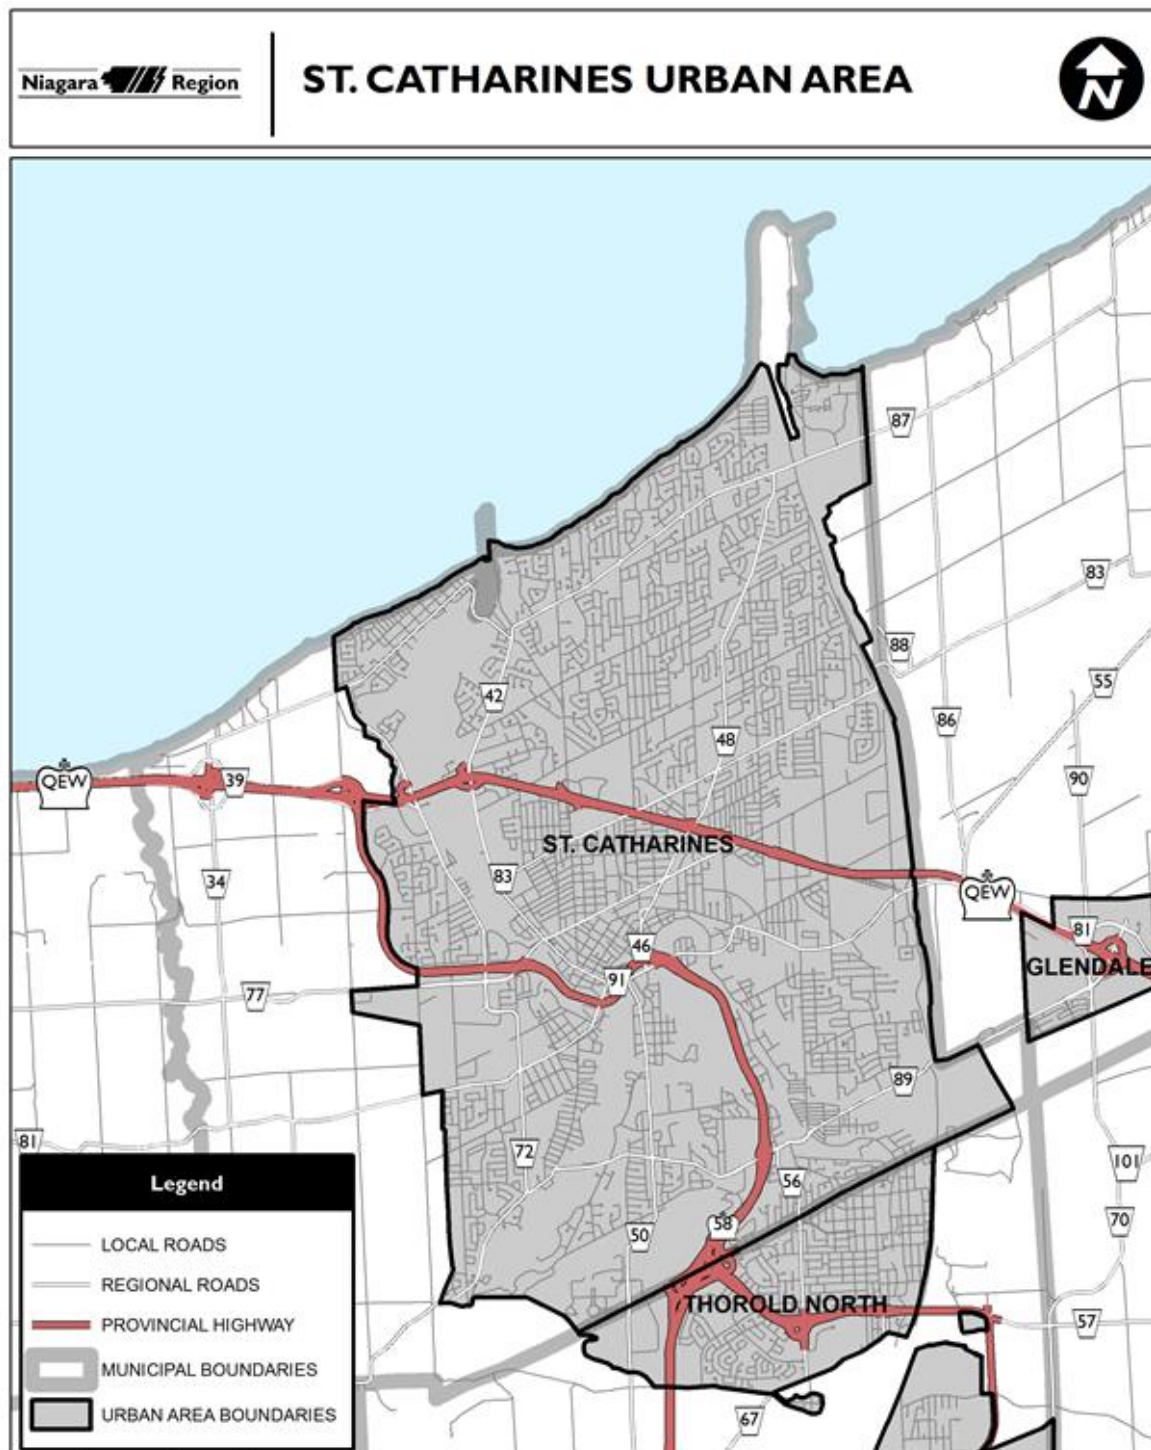 Niagara Region
ST. CATHARINES URBAN AREA
N
87
83
88
55
42
86
48
QEW
39
90
ST. CATHARINES
34
83
QEW
81
46
GLENDALE
91
77
89
81
72
101
56
70
58
50
THOROLD NORTH
57
67
Legend
LOCAL ROADS
REGIONAL ROADS
PROVINCIAL HIGHWAY
MUNICIPAL BOUNDARIES
URBAN AREA BOUNDARIES